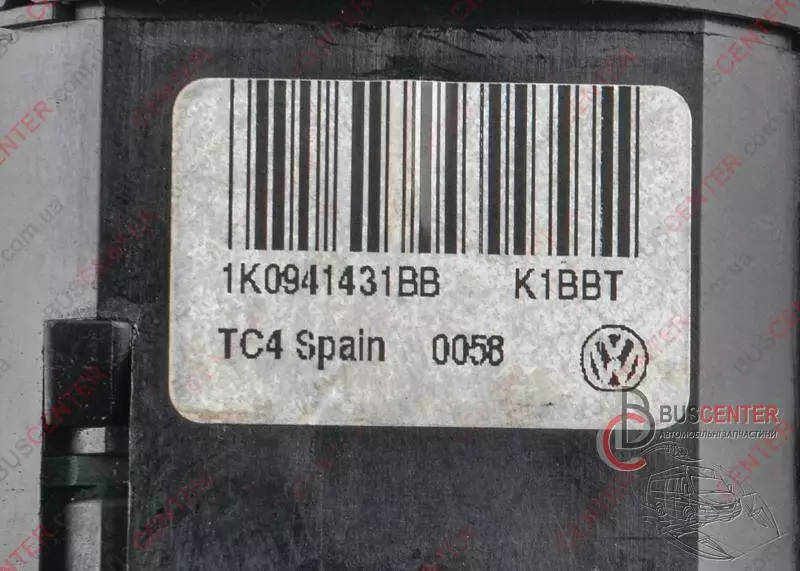 1K0941431BB K1BBT
TC4 Spain 0058
BUSCENTER
АВТОМОБІЛЬНІ ЗАПЧАСТИНИ